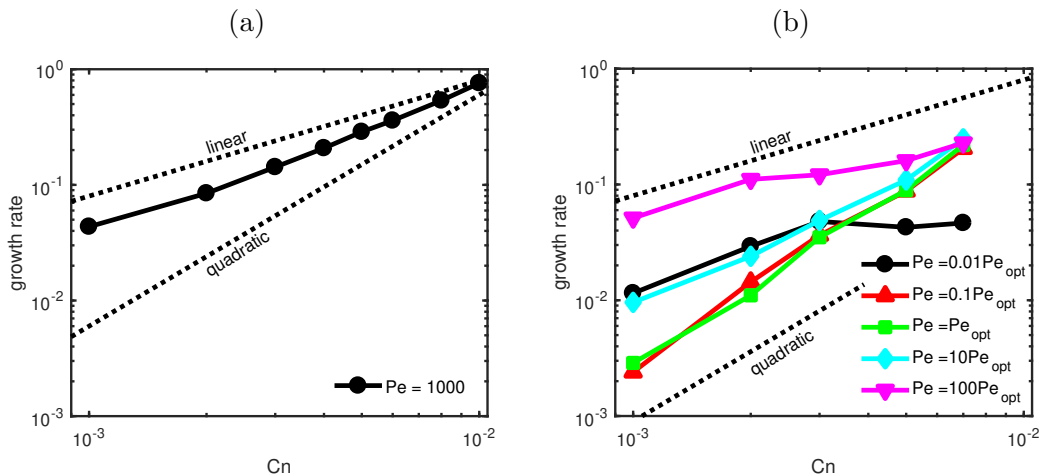 (a)
10^0
10^-1
10^-2
10^-3
growth rate
linear
quadratic
Pe = 1000
10^-3
10^-2
Cn
(b)
10^0
10^-1
10^-2
10^-3
growth rate
linear
quadratic
Pe =0.01Pe_opt
Pe =0.1Pe_opt
Pe =Pe_opt
Pe =10Pe_opt
Pe =100Pe_opt
10^-3
10^-2
Cn